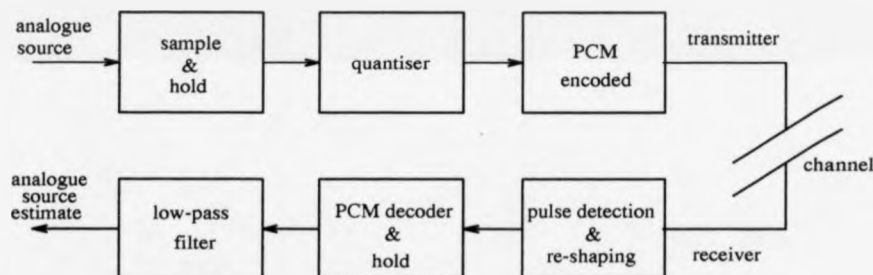 analogue
source
sample
&
hold
quantiser
PCM
encoded
transmitter
channel
analogue
source
estimate
low-pass
filter
PCM decoder
&
hold
pulse detection
&
re-shaping
receiver